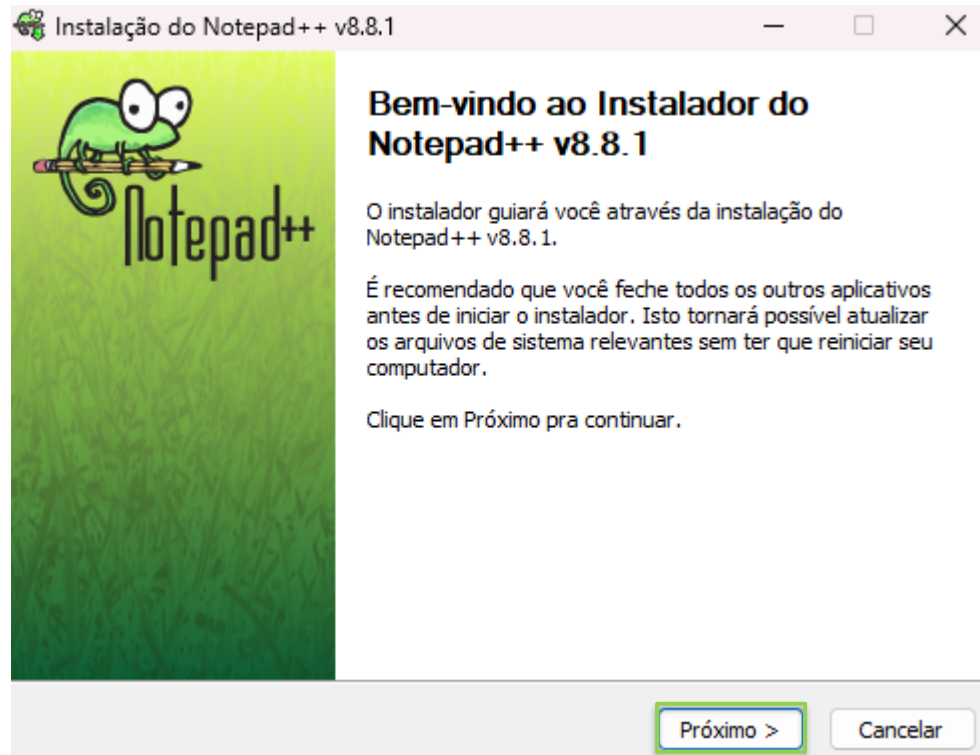 Instalação do Notepad++ v8.8.1
Notepad++
Bem-vindo ao Instalador do
Notepad++ v8.8.1
O instalador guiará você através da instalação do
Notepad++ v8.8.1.
É recomendado que você feche todos os outros aplicativos
antes de iniciar o instalador. Isto tornará possível atualizar
os arquivos de sistema relevantes sem ter que reiniciar seu
computador.
Clique em Próximo pra continuar.
Próximo >
Cancelar